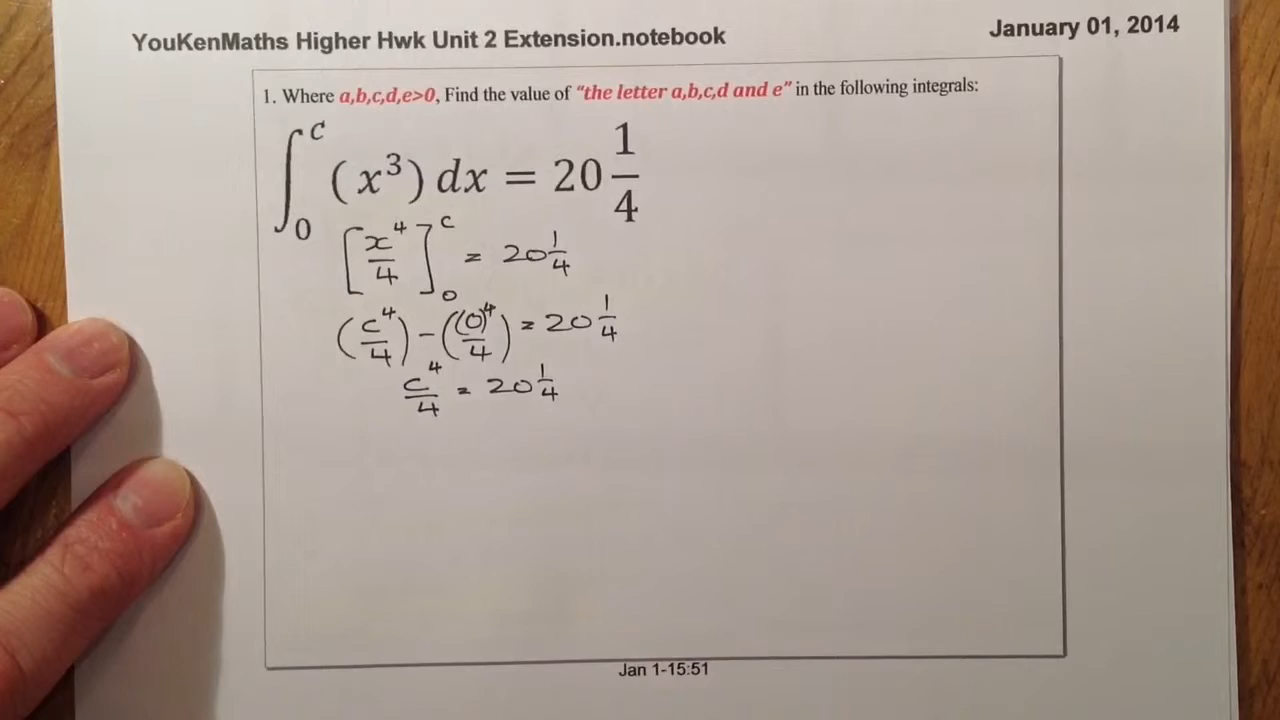 YouKenMaths Higher Hwk Unit 2 Extension.notebook
January 01, 2014
1. Where a,b,c,d,e>0, Find the value of “the letter a,b,c,d and e” in the following integrals:
∫₀ᶜ (x³) dx = 20 1/4
[x⁴/4]₀ᶜ = 20 1/4
(c⁴/4) - ((0)⁴/4) = 20 1/4
c⁴/4 = 20 1/4
Jan 1-15:51